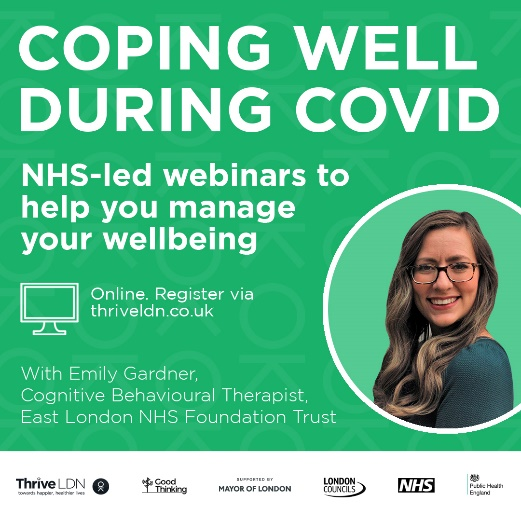 COPING WELL
DURING COVID
NHS-led webinars to
help you manage
your wellbeing
Online. Register via
thriveldn.co.uk
With Emily Gardner,
Cognitive Behavioural Therapist,
East London NHS Foundation Trust
Thrive LDN
towards happier, healthier lives
Good
Thinking
SUPPORTED BY
MAYOR OF LONDON
LONDON
COUNCILS
NHS
Public Health
England